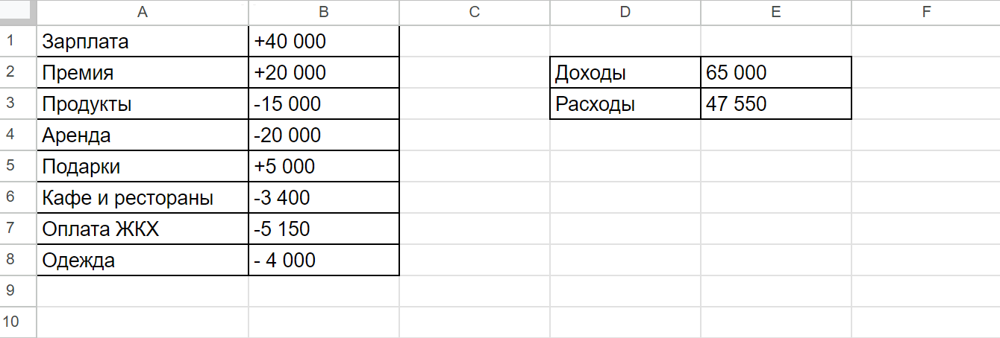 A B C D E F
1 Зарплата +40 000
2 Премия +20 000 Доходы 65 000
3 Продукты -15 000 Расходы 47 550
4 Аренда -20 000
5 Подарки +5 000
6 Кафе и рестораны -3 400
7 Оплата ЖКХ -5 150
8 Одежда - 4 000
9
10